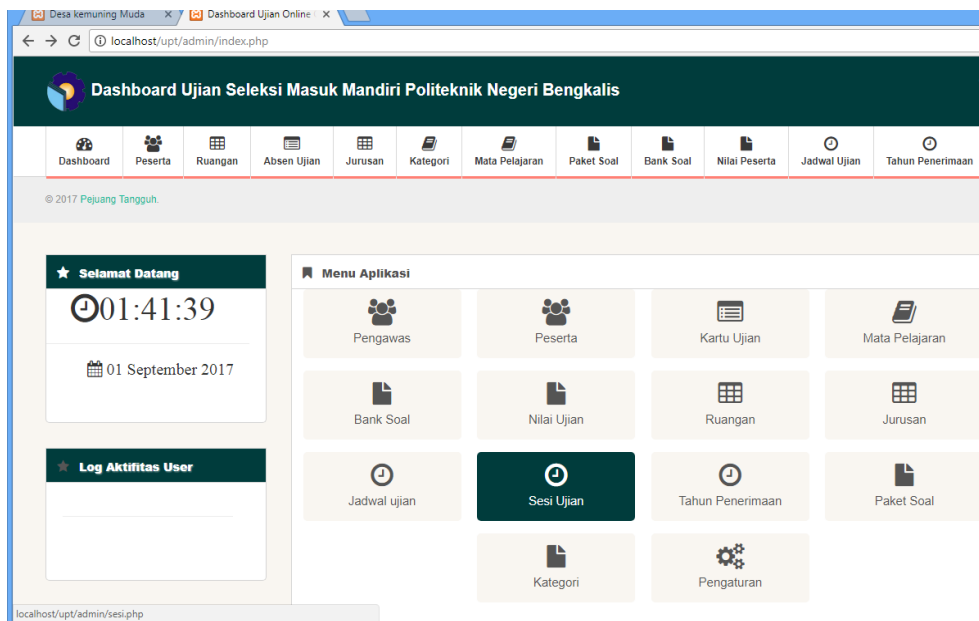 Desa kemuning Muda
Dashboard Ujian Online
localhost/upt/admin/index.php
Dashboard Ujian Seleksi Masuk Mandiri Politeknik Negeri Bengkalis
Dashboard Peserta Ruangan Absen Ujian Jurusan Kategori Mata Pelajaran Paket Soal Bank Soal Nilai Peserta Jadwal Ujian Tahun Penerimaan
© 2017 Pejuang Tangguh.
Selamat Datang
01:41:39
01 September 2017
Log Aktifitas User
Menu Aplikasi
Pengawas Peserta Kartu Ujian Mata Pelajaran
Bank Soal Nilai Ujian Ruangan Jurusan
Jadwal ujian Sesi Ujian Tahun Penerimaan Paket Soal
Kategori Pengaturan
localhost/upt/admin/sesi.php